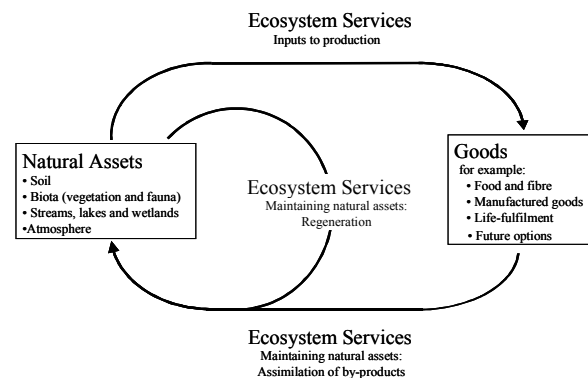 Ecosystem Services
Inputs to production
Natural Assets
• Soil
• Biota (vegetation and fauna)
• Streams, lakes and wetlands
•Atmosphere
Ecosystem Services
Maintaining natural assets:
Regeneration
Goods
for example:
• Food and fibre
• Manufactured goods
• Life-fulfilment
• Future options
Ecosystem Services
Maintaining natural assets:
Assimilation of by-products